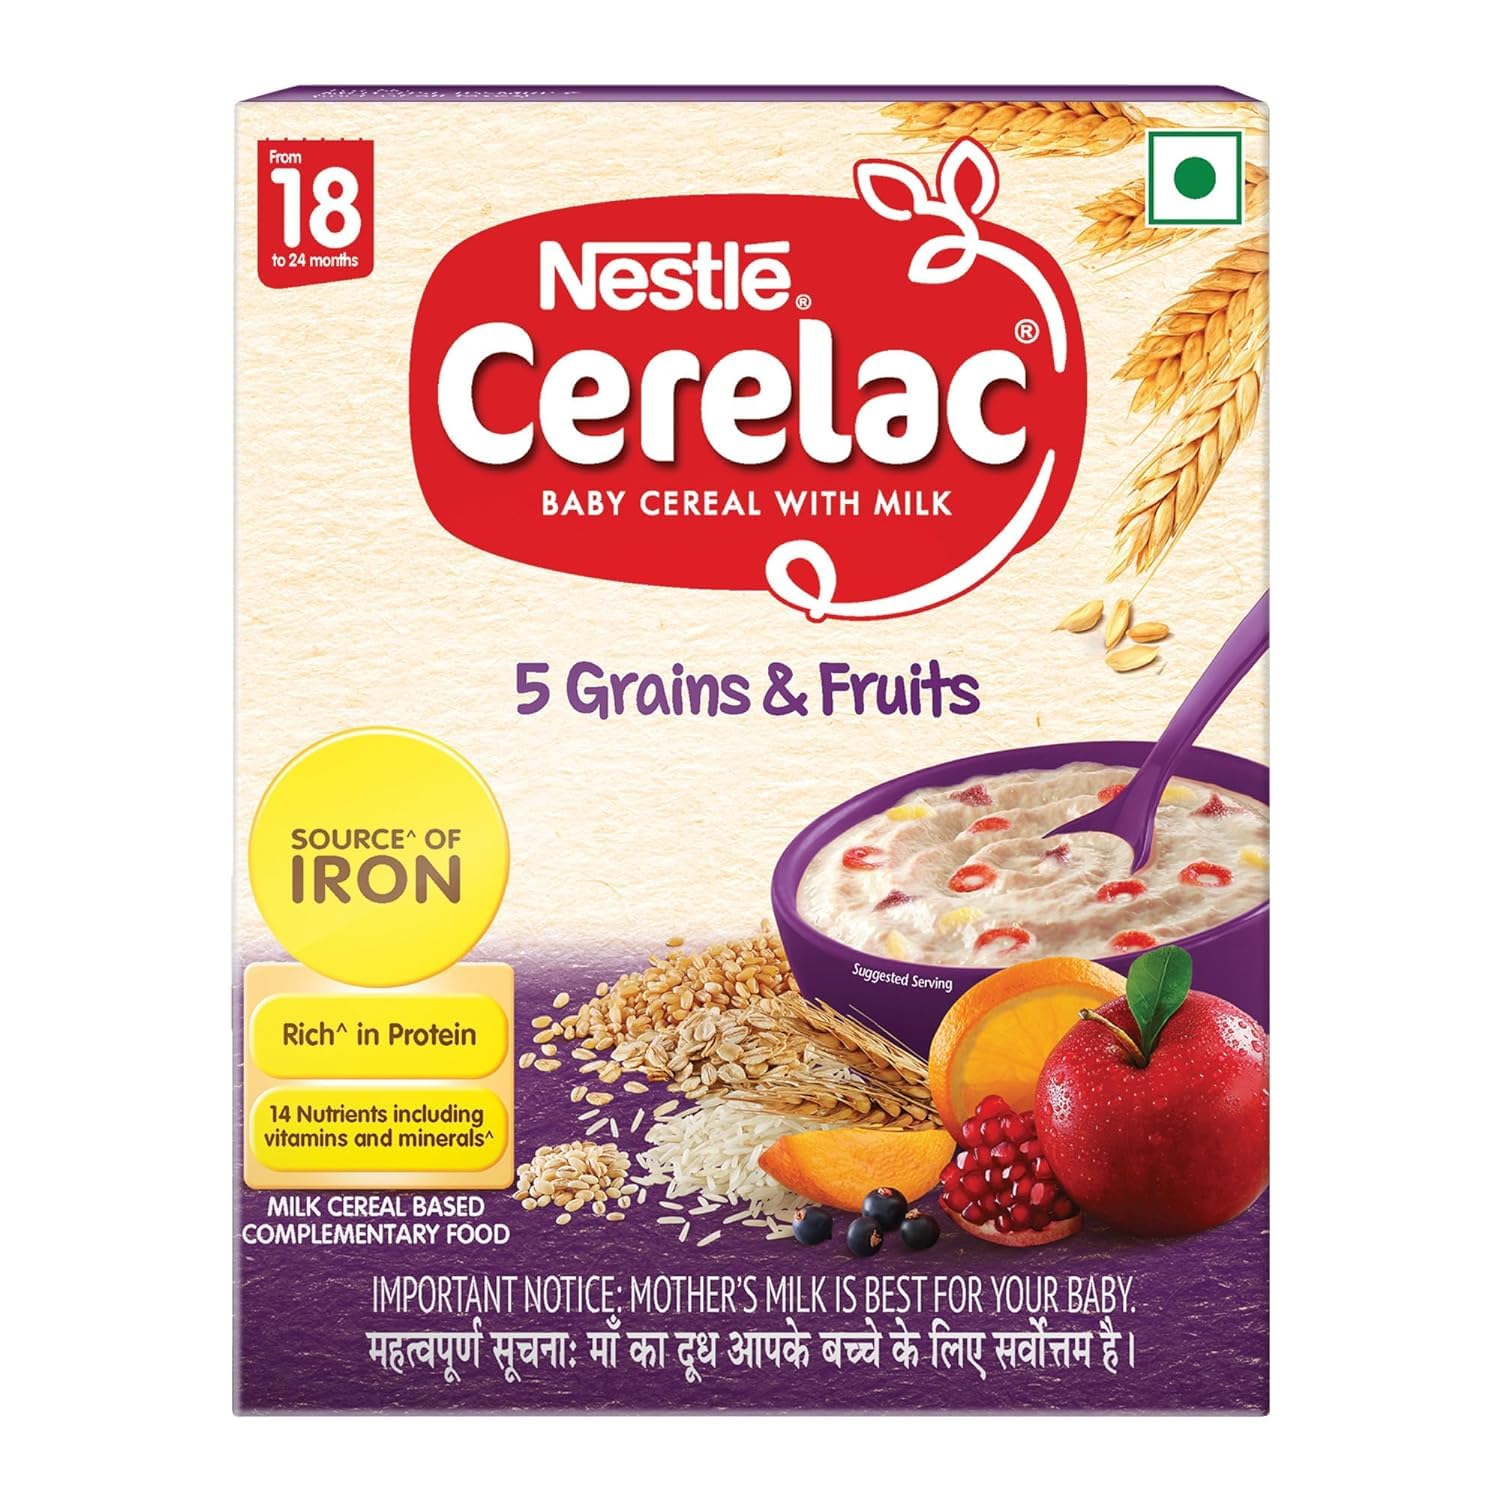 From
18
to 24 months
Nestlé®
Cerelac®
BABY CEREAL WITH MILK
5 Grains & Fruits
SOURCE^ OF
IRON
Rich^ in Protein
14 Nutrients including
vitamins and minerals^
MILK CEREAL BASED
COMPLEMENTARY FOOD
Suggested Serving
IMPORTANT NOTICE: MOTHER'S MILK IS BEST FOR YOUR BABY.
महत्वपूर्ण सूचना: माँ का दूध आपके बच्चे के लिए सर्वोत्तम है।